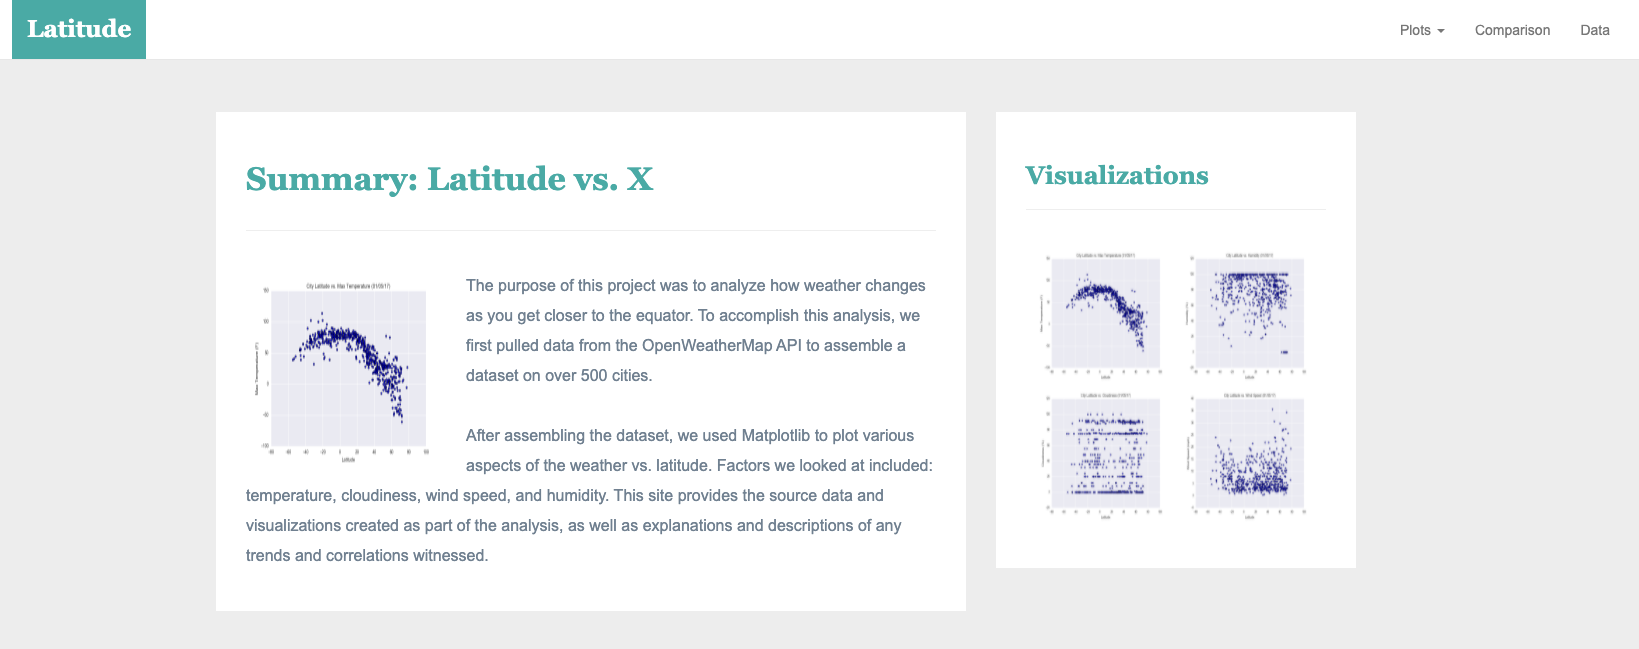 Latitude
Plots
Comparison
Data
Summary: Latitude vs. X
City Latitude vs. Max Temperature (01/08/17)
Latitude
The purpose of this project was to analyze how weather changes
as you get closer to the equator. To accomplish this analysis, we
first pulled data from the OpenWeatherMap API to assemble a
dataset on over 500 cities.
After assembling the dataset, we used Matplotlib to plot various
aspects of the weather vs. latitude. Factors we looked at included:
temperature, cloudiness, wind speed, and humidity. This site provides the source data and
visualizations created as part of the analysis, as well as explanations and descriptions of any
trends and correlations witnessed.
Visualizations